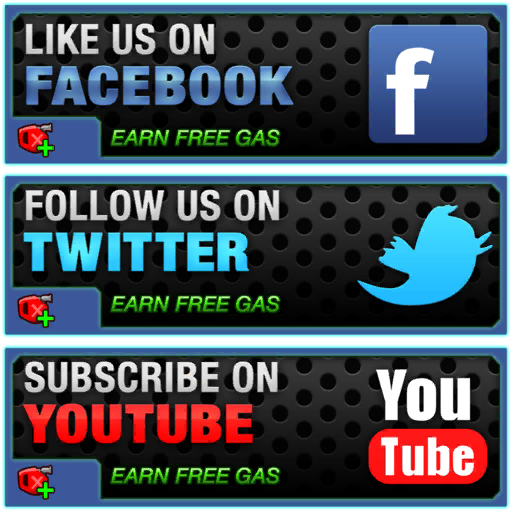 LIKE US ON
FACEBOOK
f
EARN FREE GAS
FOLLOW US ON
TWITTER
EARN FREE GAS
SUBSCRIBE ON
YOUTUBE
You
Tube
EARN FREE GAS